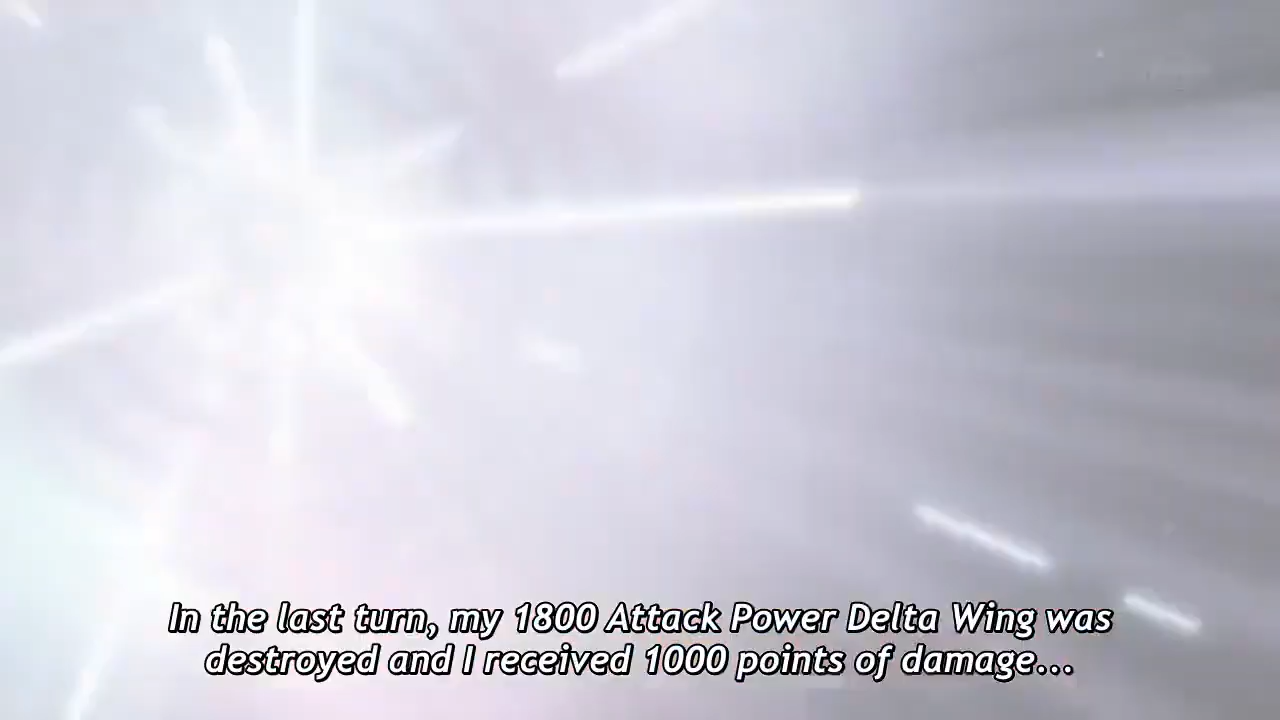 In the last turn, my 1800 Attack Power Delta Wing was
destroyed and I received 1000 points of damage...